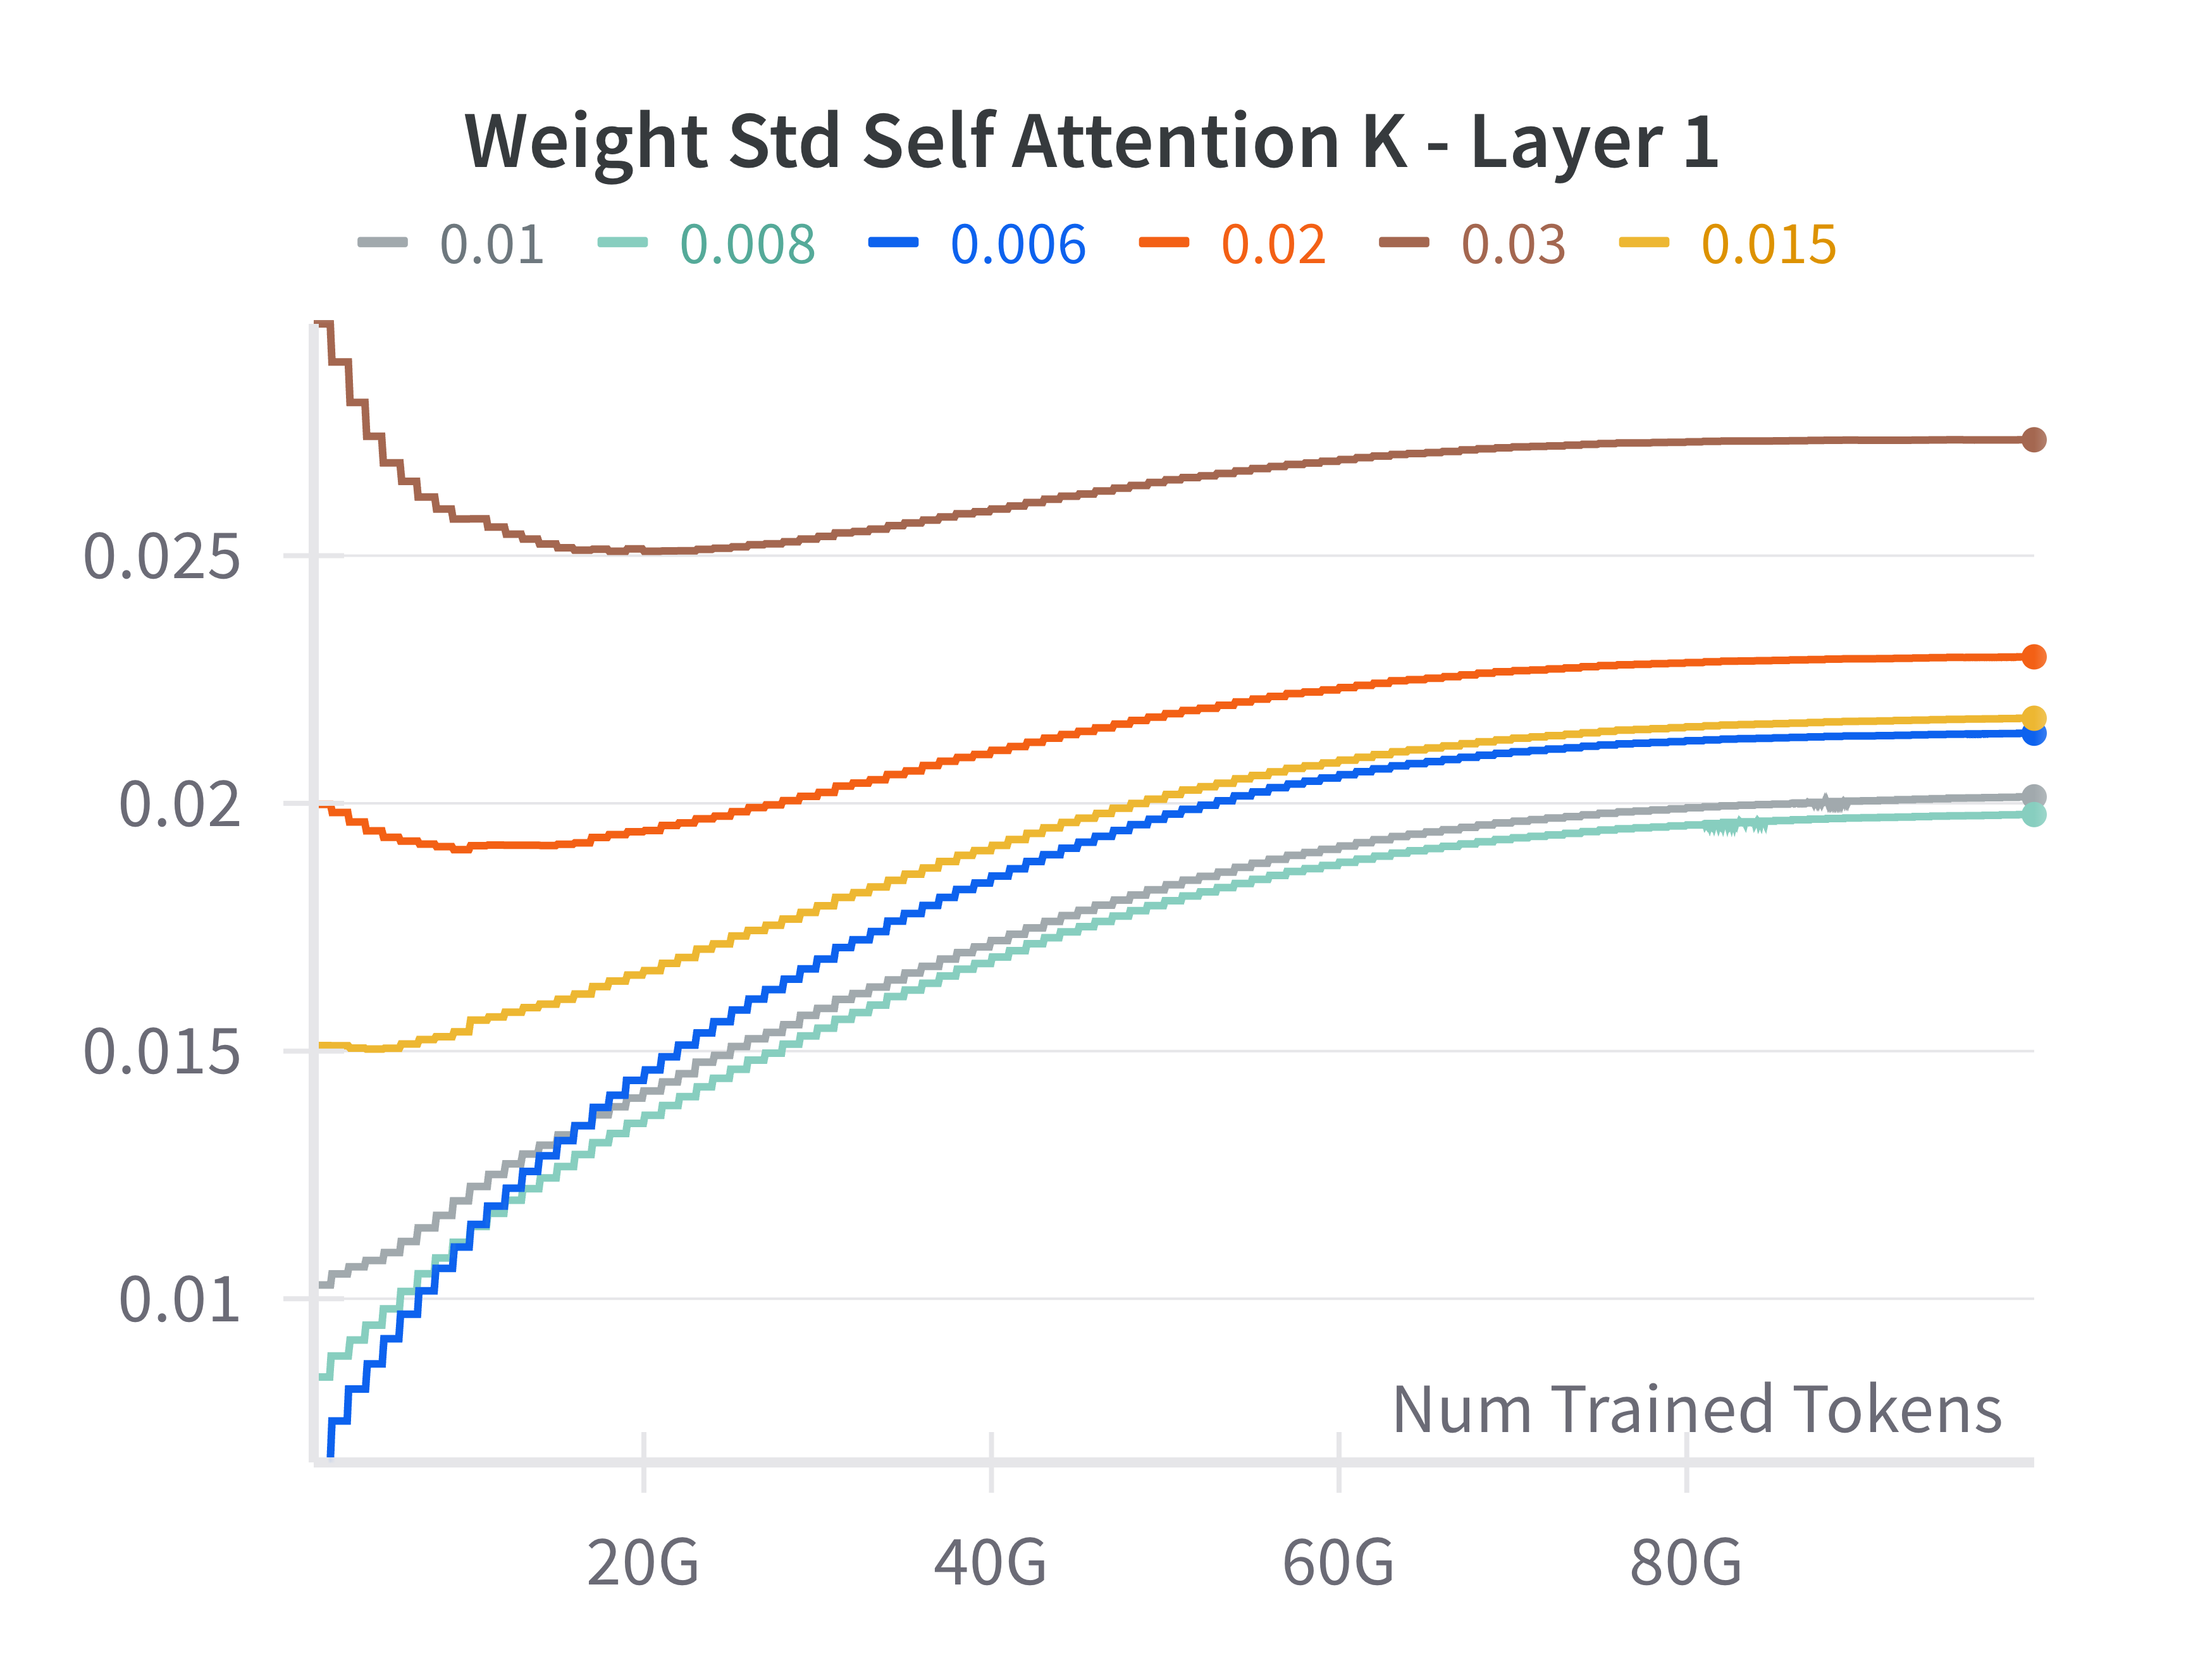 Weight Std Self Attention K - Layer 1
0.01 0.008 0.006 0.02 0.03 0.015
0.025
0.02
0.015
0.01
Num Trained Tokens
20G 40G 60G 80G